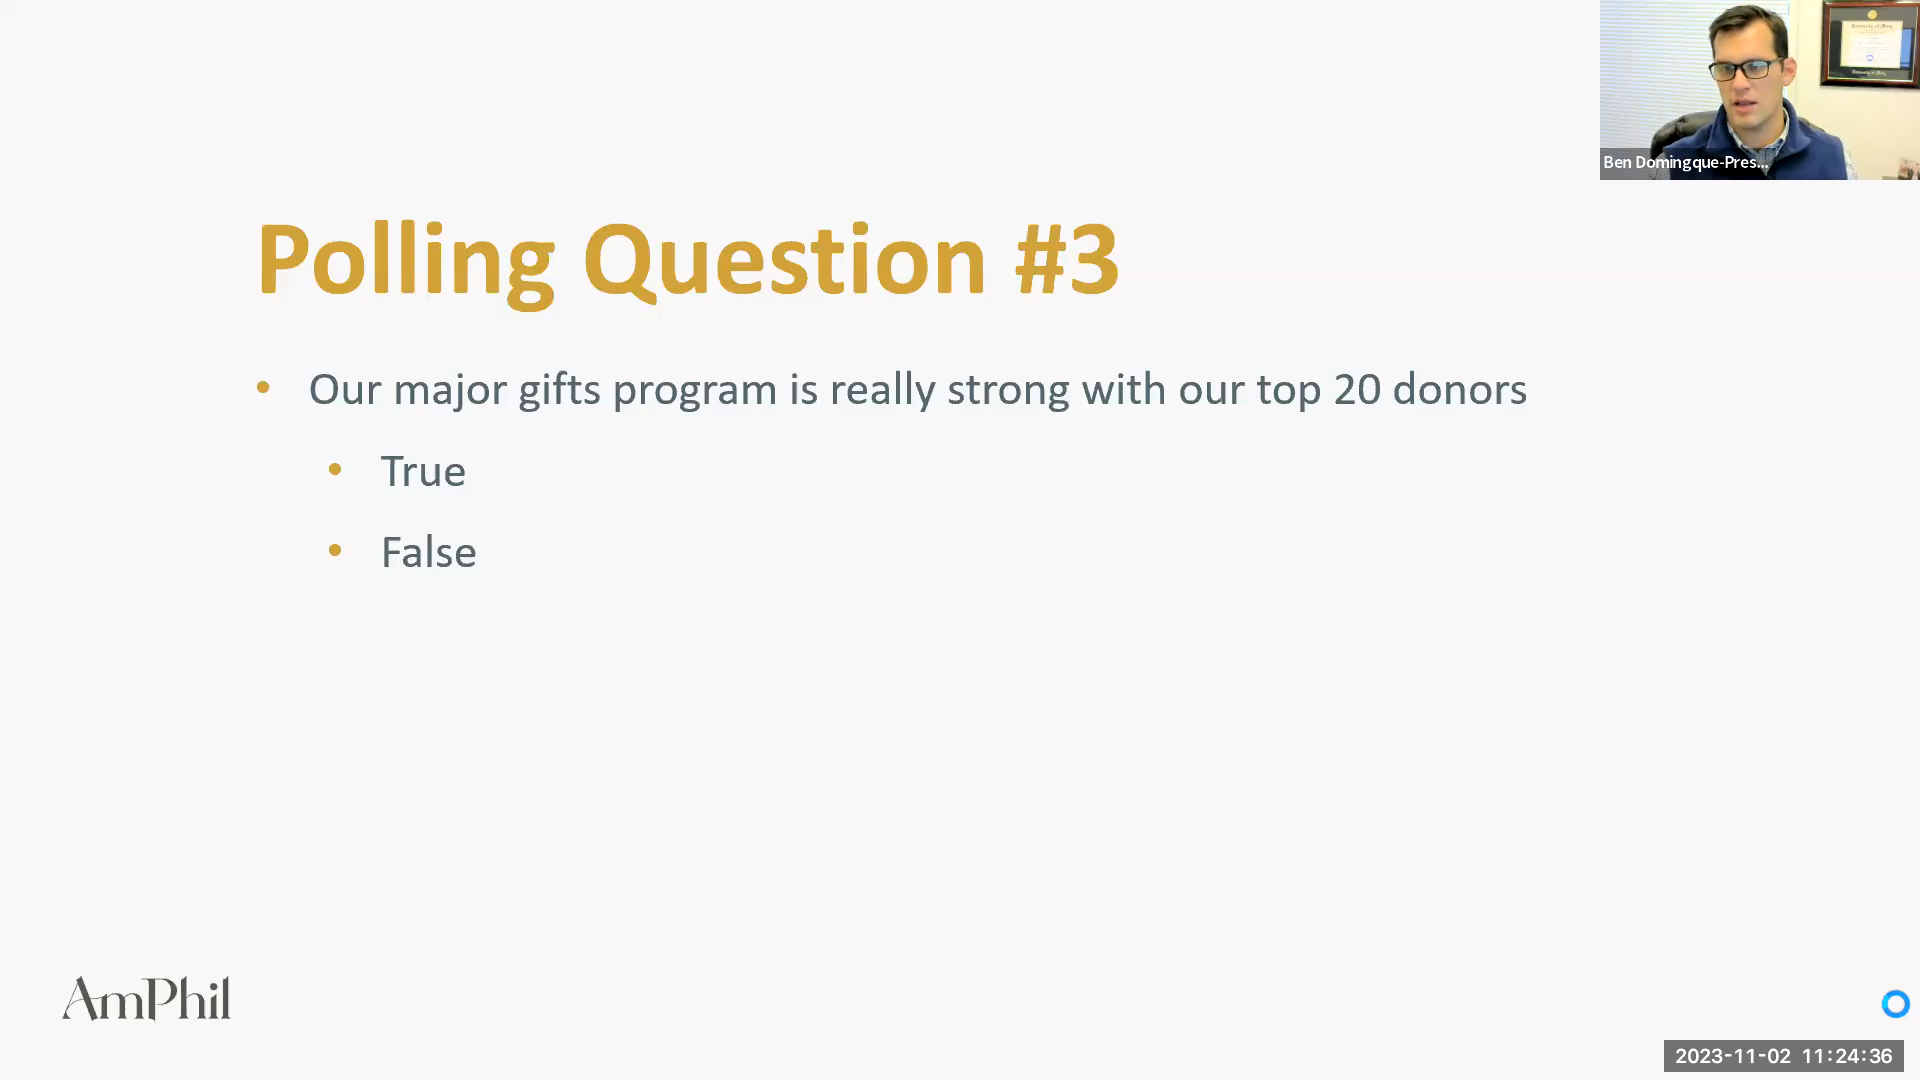 Ben Domingque-Pres...
Polling Question #3
• Our major gifts program is really strong with our top 20 donors
• True
• False
AmPhil
2023-11-02 11:24:36